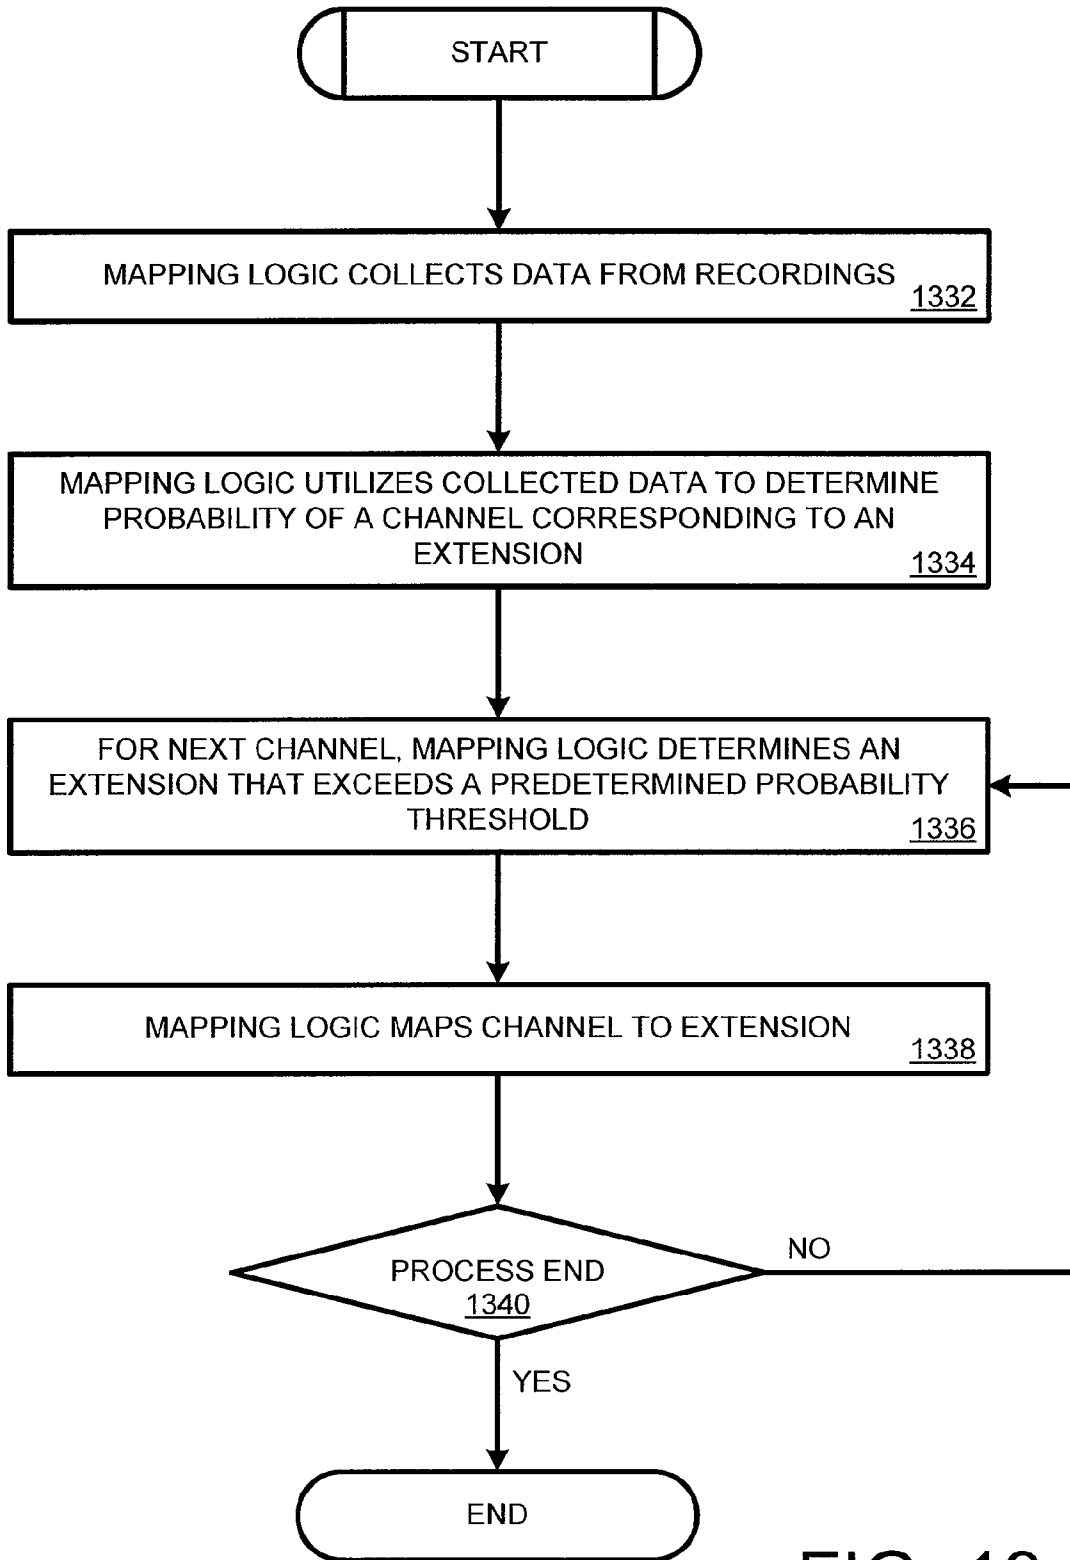 START
MAPPING LOGIC COLLECTS DATA FROM RECORDINGS
1332
MAPPING LOGIC UTILIZES COLLECTED DATA TO DETERMINE
PROBABILITY OF A CHANNEL CORRESPONDING TO AN
EXTENSION
1334
FOR NEXT CHANNEL, MAPPING LOGIC DETERMINES AN
EXTENSION THAT EXCEEDS A PREDETERMINED PROBABILITY
THRESHOLD
1336
MAPPING LOGIC MAPS CHANNEL TO EXTENSION
1338
PROCESS END
1340
NO
YES
END
FIG.